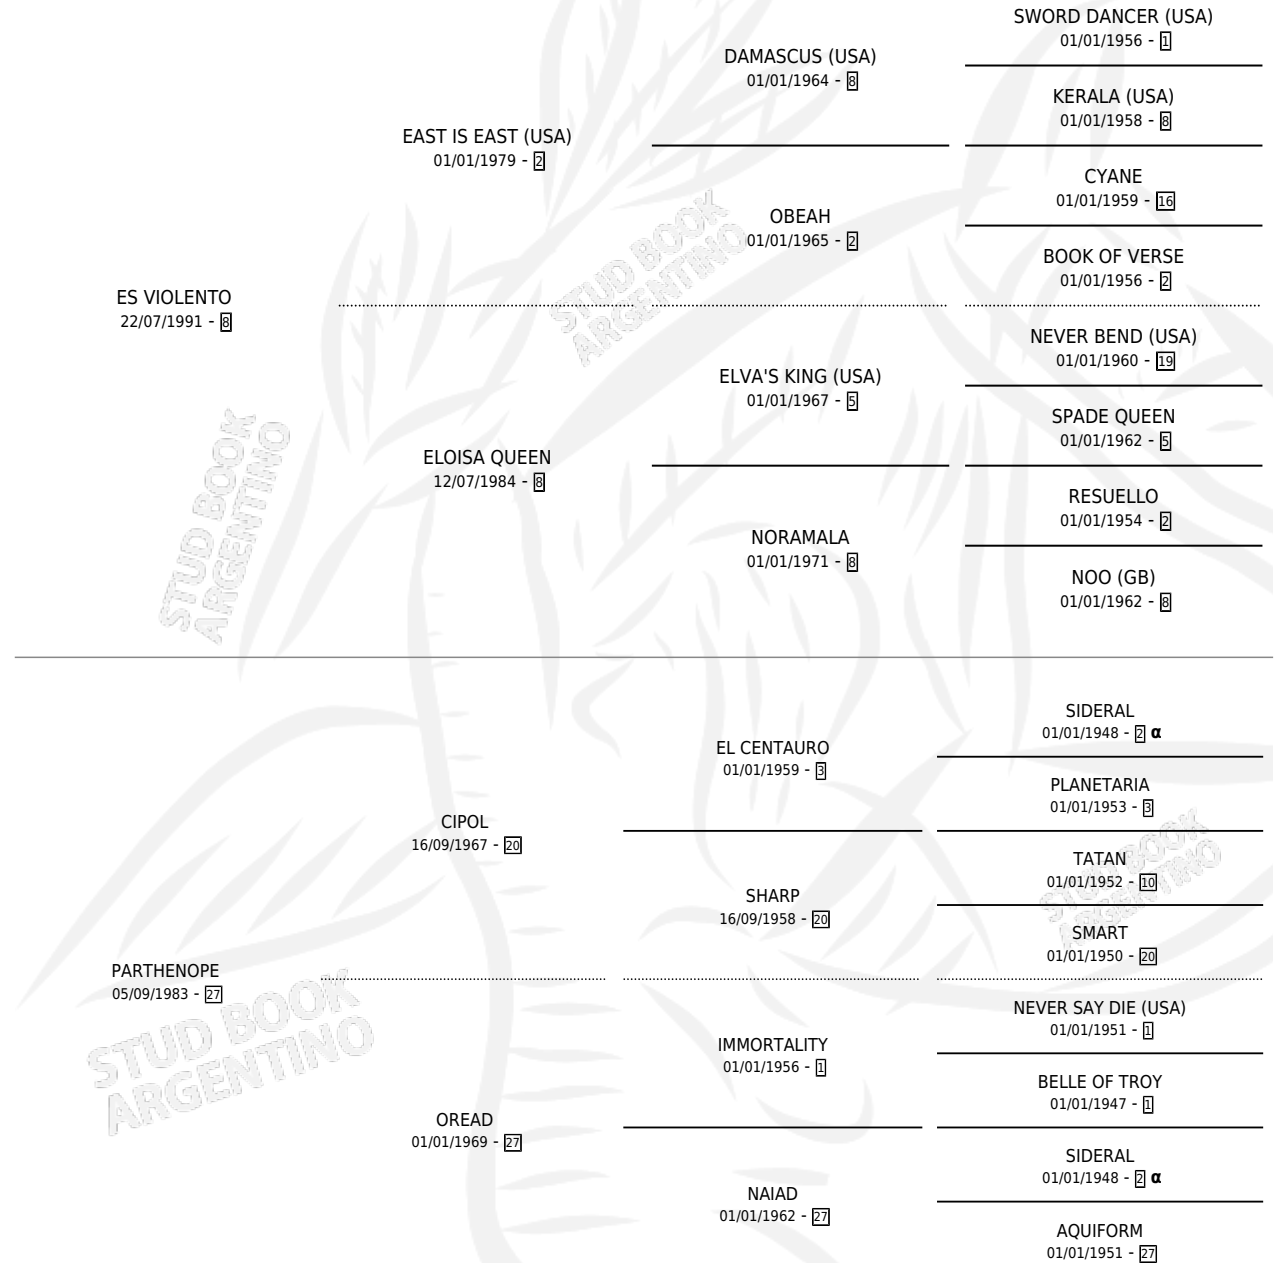 SWORD DANCER (USA)
01/01/1956 - 1
DAMASCUS (USA)
01/01/1964 - 8
KERALA (USA)
01/01/1958 - 8
EAST IS EAST (USA)
01/01/1979 - 2
CYANE
01/01/1959 - 16
OBEAH
01/01/1965 - 2
BOOK OF VERSE
01/01/1956 - 2
ES VIOLENTO
22/07/1991 - 8
NEVER BEND (USA)
01/01/1960 - 19
ELVA'S KING (USA)
01/01/1967 - 5
SPADE QUEEN
01/01/1962 - 5
ELOISA QUEEN
12/07/1984 - 8
RESUELLO
01/01/1954 - 2
NORAMALA
01/01/1971 - 8
NOO (GB)
01/01/1962 - 8
STUD BOOK
ARGENTINO
STUD BOOK
ARGENTINO
SIDERAL
01/01/1948 - 2 α
EL CENTAURO
01/01/1959 - 3
PLANETARIA
01/01/1953 - 3
CIPOL
16/09/1967 - 20
TATAN
01/01/1952 - 10
SHARP
16/09/1958 - 20
SMART
01/01/1950 - 20
PARTHENOPE
05/09/1983 - 27
NEVER SAY DIE (USA)
01/01/1951 - 1
IMMORTALITY
01/01/1956 - 1
BELLE OF TROY
01/01/1947 - 1
OREAD
01/01/1969 - 27
SIDERAL
01/01/1948 - 2 α
NAIAD
01/01/1962 - 27
AQUIFORM
01/01/1951 - 27
STUD BOOK
ARGENTINO
STUD BOOK
ARGENTINO